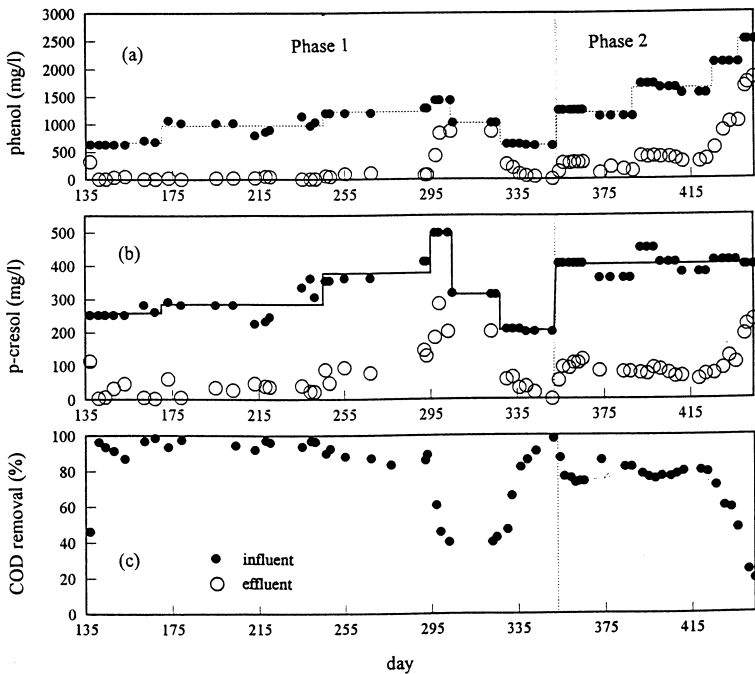 3000
2500
2000
1500
1000
500
0
phenol (mg/l)
(a)
Phase 1
Phase 2
135 175 215 255 295 335 375 415
500
400
300
200
100
0
p-cresol (mg/l)
(b)
135 175 215 255 295 335 375 415
100
80
60
40
20
0
COD removal (%)
(c)
influent
effluent
135 175 215 255 295 335 375 415
day